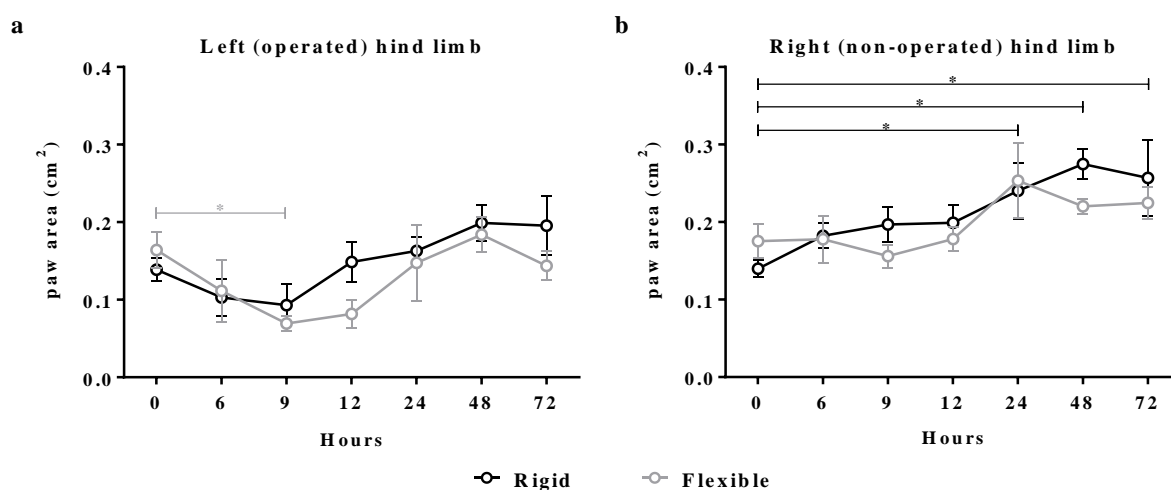 a
Left (operated) hind limb
paw area (cm²)
0.4
0.3
0.2
0.1
0.0
*
0 6 9 12 24 48 72
Hours
b
Right (non-operated) hind limb
paw area (cm²)
0.4
0.3
0.2
0.1
0.0
*
*
*
0 6 9 12 24 48 72
Hours
Rigid Flexible